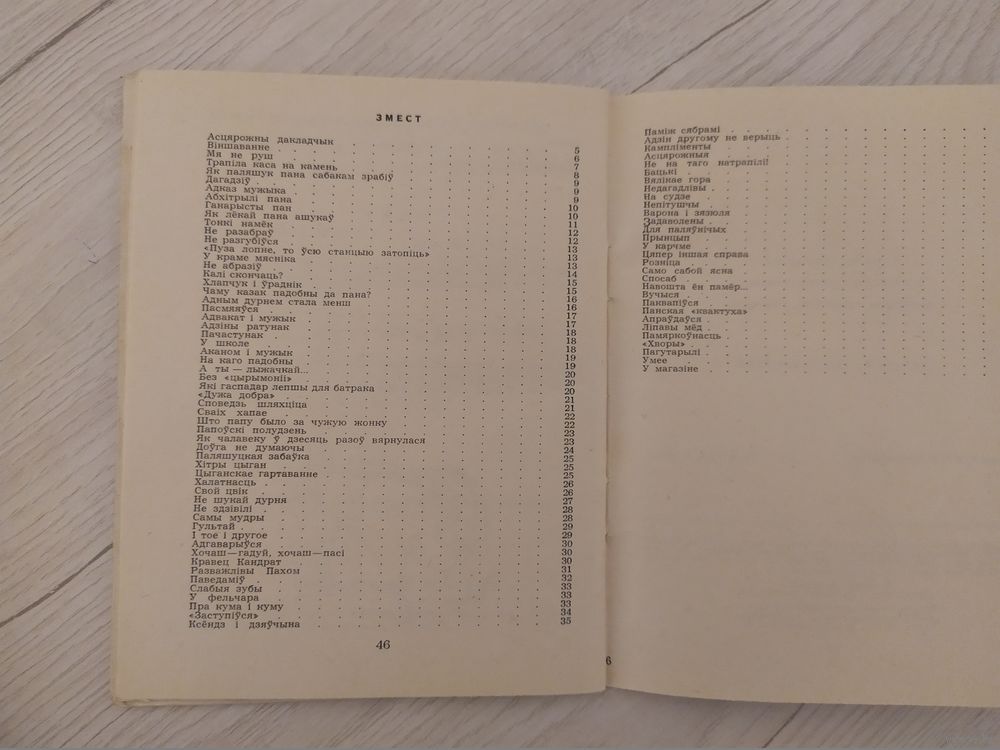 ЗМЕСТ
Асцярожны дакладчык 5
Віншаванне 6
Мя не руш 7
Трапіла каса на камень 8
Як паляшук пана сабакам зрабіў 9
Дагадзіў 9
Адказ мужыка 9
Абхітрылі пана 10
Ганарысты пан 10
Як лёкай пана ашукаў 11
Тонкі намёк 12
Не разабраў 12
Не разгубіўся 13
«Пуза лопне, то ўсю станцыю затопіць» 13
У краме мясніка 13
Не абразіў 14
Калі скончаць? 15
Хлапчук і ўраднік 15
Чаму казак падобны да пана? 16
Адным дурнем стала менш 16
Пасмяяўся 17
Адвакат і мужык 17
Адзіны ратунак 18
Пачастунак 18
У школе 18
Аканом і мужык 19
На каго падобны 19
А ты — лыжачкай... 20
Без «цырымоніі» 20
Які гаспадар лепшы для батрака 20
«Дужа добра» 21
Споведзь шляхціца 21
Сваіх хапае 22
Што папу было за чужую жонку 22
Папоўскі полудзень 23
Як чалавеку ў дзесяць разоў вярнулася 23
Доўга не думаючы 24
Паляшуцкая забаўка 25
Хітры цыган 25
Цыганскае гартаванне 25
Халатнасць 26
Свой цвік 26
Не шукай дурня 27
Не здзівілі 28
Самы мудры 28
Гультай 29
І тое і другое 29
Адгаварыўся 30
Хочаш—гадуй, хочаш—пасі 30
Кравец Кандрат 30
Разважлівы Пахом 31
Паведаміў 32
Слабыя зубы 33
У фельчара 33
Пра кума і куму 33
«Заступіўся» 34
Ксёндз і дзяўчына 35
46
Паміж сябрамі
Адзін другому не верыць
Кампліменты
Асцярожныя
Не на таго натрапілі!
Бацькі
Вялікае гора
Недагадлівы
На судзе
Непітушчы
Варона і зязюля
Задаволены
Для паляўнічых
Прынцып
У карчме
Цяпер іншая справа
Розніца
Само сабой ясна
Спосаб
Навошта ён памёр...
Вучыся
Паквапіўся
Панская «квактуха»
Апраўдаўся
Ліпавы мёд
Памяркоўнасць
«Хворы»
Пагутарылі
Умее
У магазіне
6